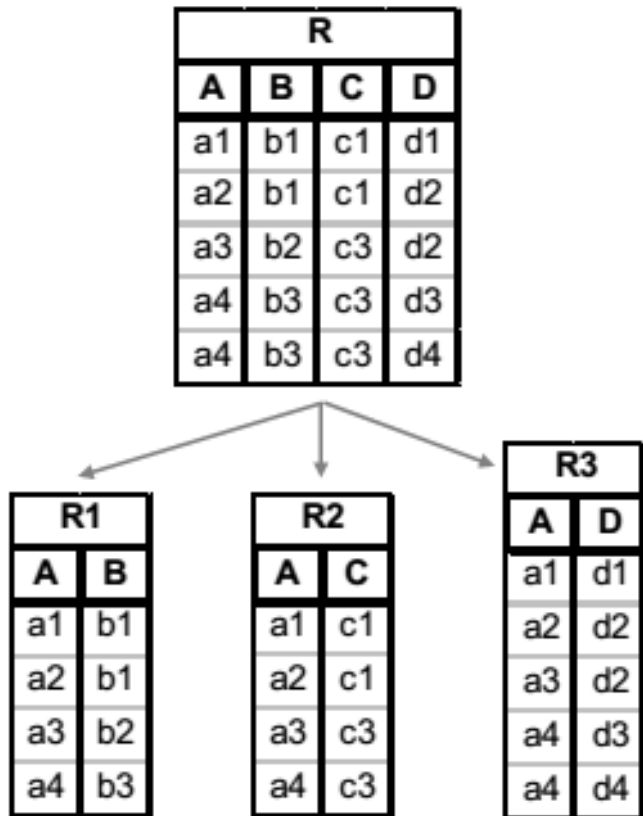 R
A B C D
a1 b1 c1 d1
a2 b1 c1 d2
a3 b2 c3 d2
a4 b3 c3 d3
a4 b3 c3 d4
R1
A B
a1 b1
a2 b1
a3 b2
a4 b3
R2
A C
a1 c1
a2 c1
a3 c3
a4 c3
R3
A D
a1 d1
a2 d2
a3 d2
a4 d3
a4 d4